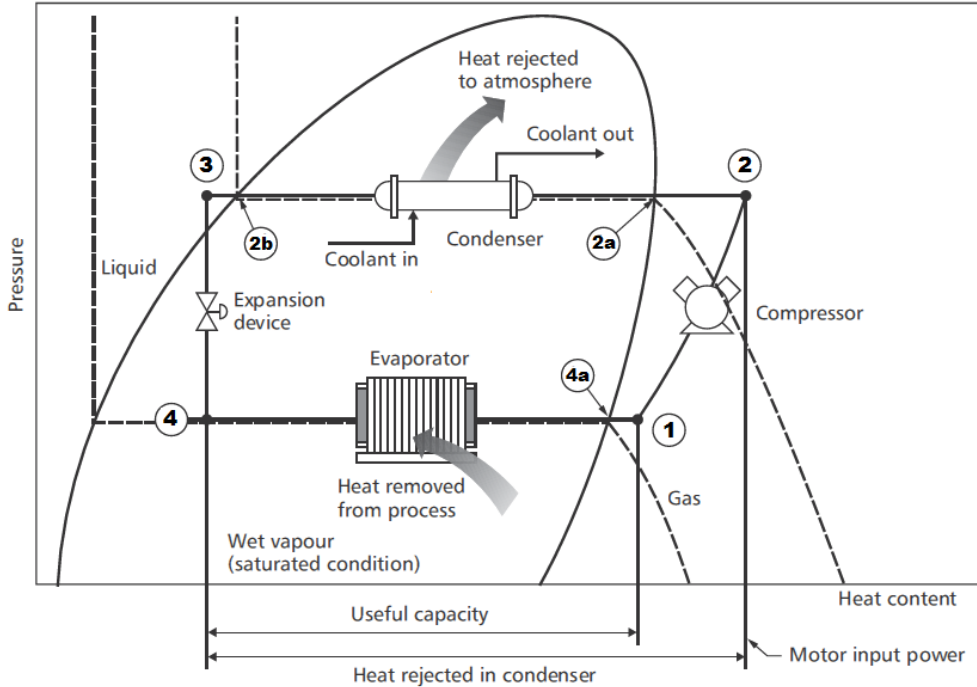 Heat rejected
to atmosphere
Coolant out
3
2
2b
Condenser
2a
Coolant in
Liquid
Pressure
Expansion
device
Compressor
Evaporator
4a
4
1
Heat removed
from process
Gas
Wet vapour
(saturated condition)
Heat content
Useful capacity
Motor input power
Heat rejected in condenser